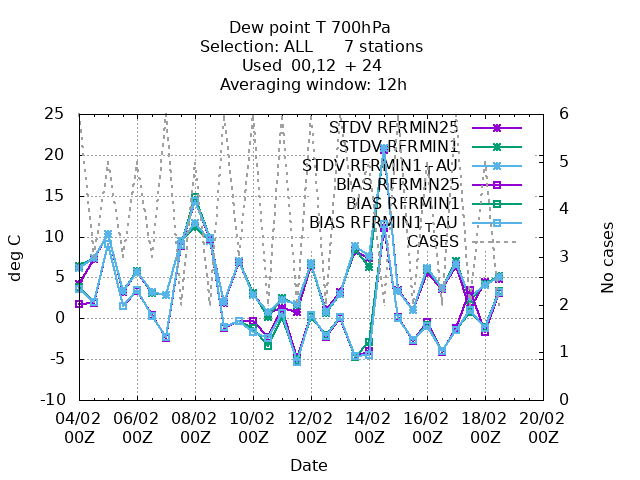 Dew point T 700hPa
Selection: ALL 7 stations
Used 00,12 + 24
Averaging window: 12h
25
20
15
10
5
0
-5
-10
deg C
6
5
4
3
2
1
0
No cases
STDV RFRMIN25
STDV RFRMIN1
STDV RFRMIN1_TAU
BIAS RFRMIN25
BIAS RFRMIN1
BIAS RFRMIN1_TAU
CASES
04/02 06/02 08/02 10/02 12/02 14/02 16/02 18/02 20/02
00Z 00Z 00Z 00Z 00Z 00Z 00Z 00Z 00Z
Date